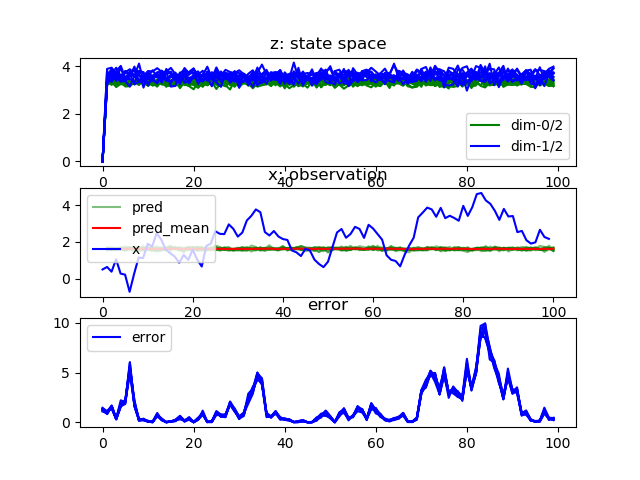 z: state space
4
2
0
dim-0/2
dim-1/2
0 20 40 60 80 100
x: observation
4
2
0
pred
pred_mean
x
0 20 40 60 80 100
error
10
5
0
error
0 20 40 60 80 100